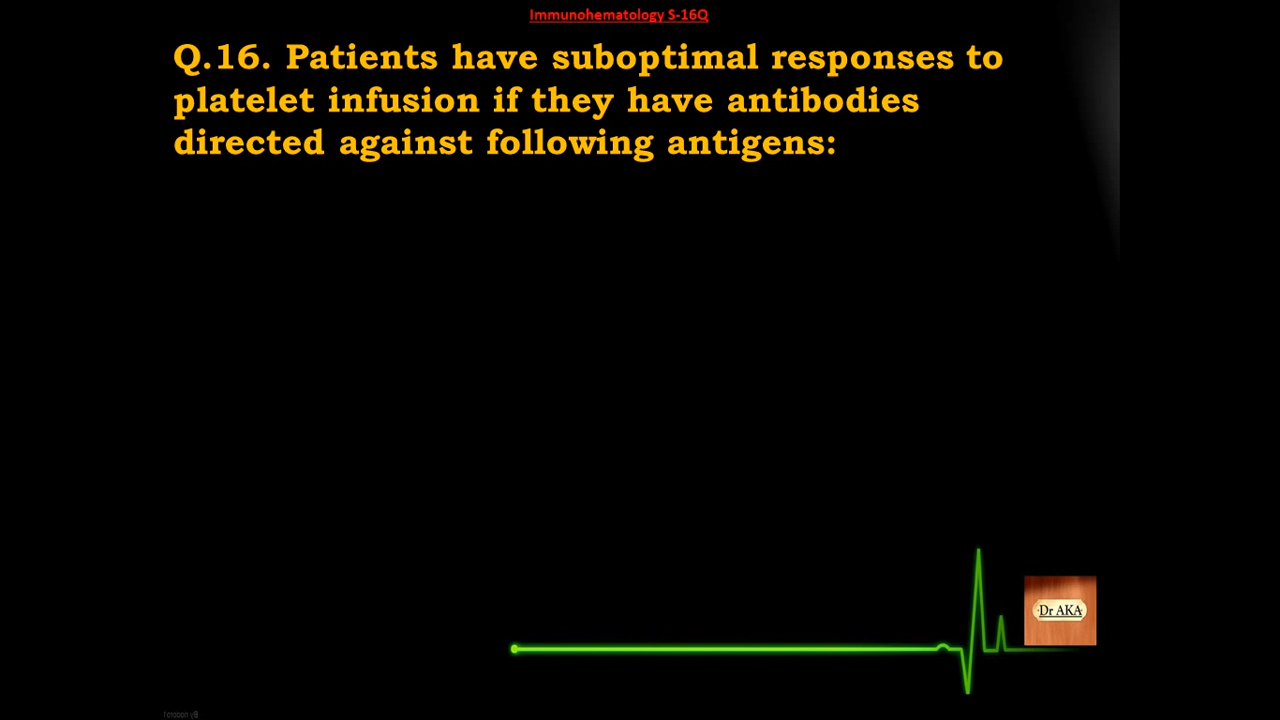 Immunohematology S-16Q
Q.16. Patients have suboptimal responses to
platelet infusion if they have antibodies
directed against following antigens:
Dr AKA